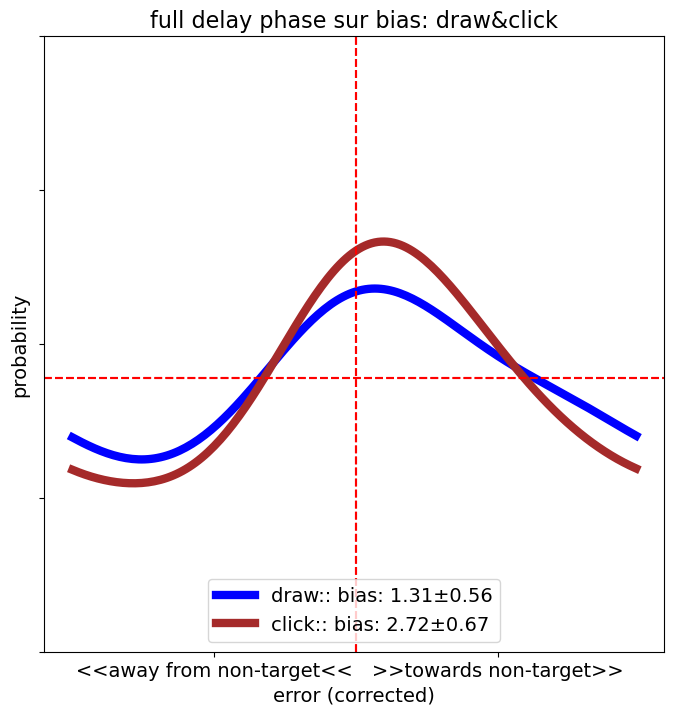 full delay phase sur bias: draw&click
probability
draw:: bias: 1.31±0.56
click:: bias: 2.72±0.67
<<away from non-target<<   >>towards non-target>>
error (corrected)